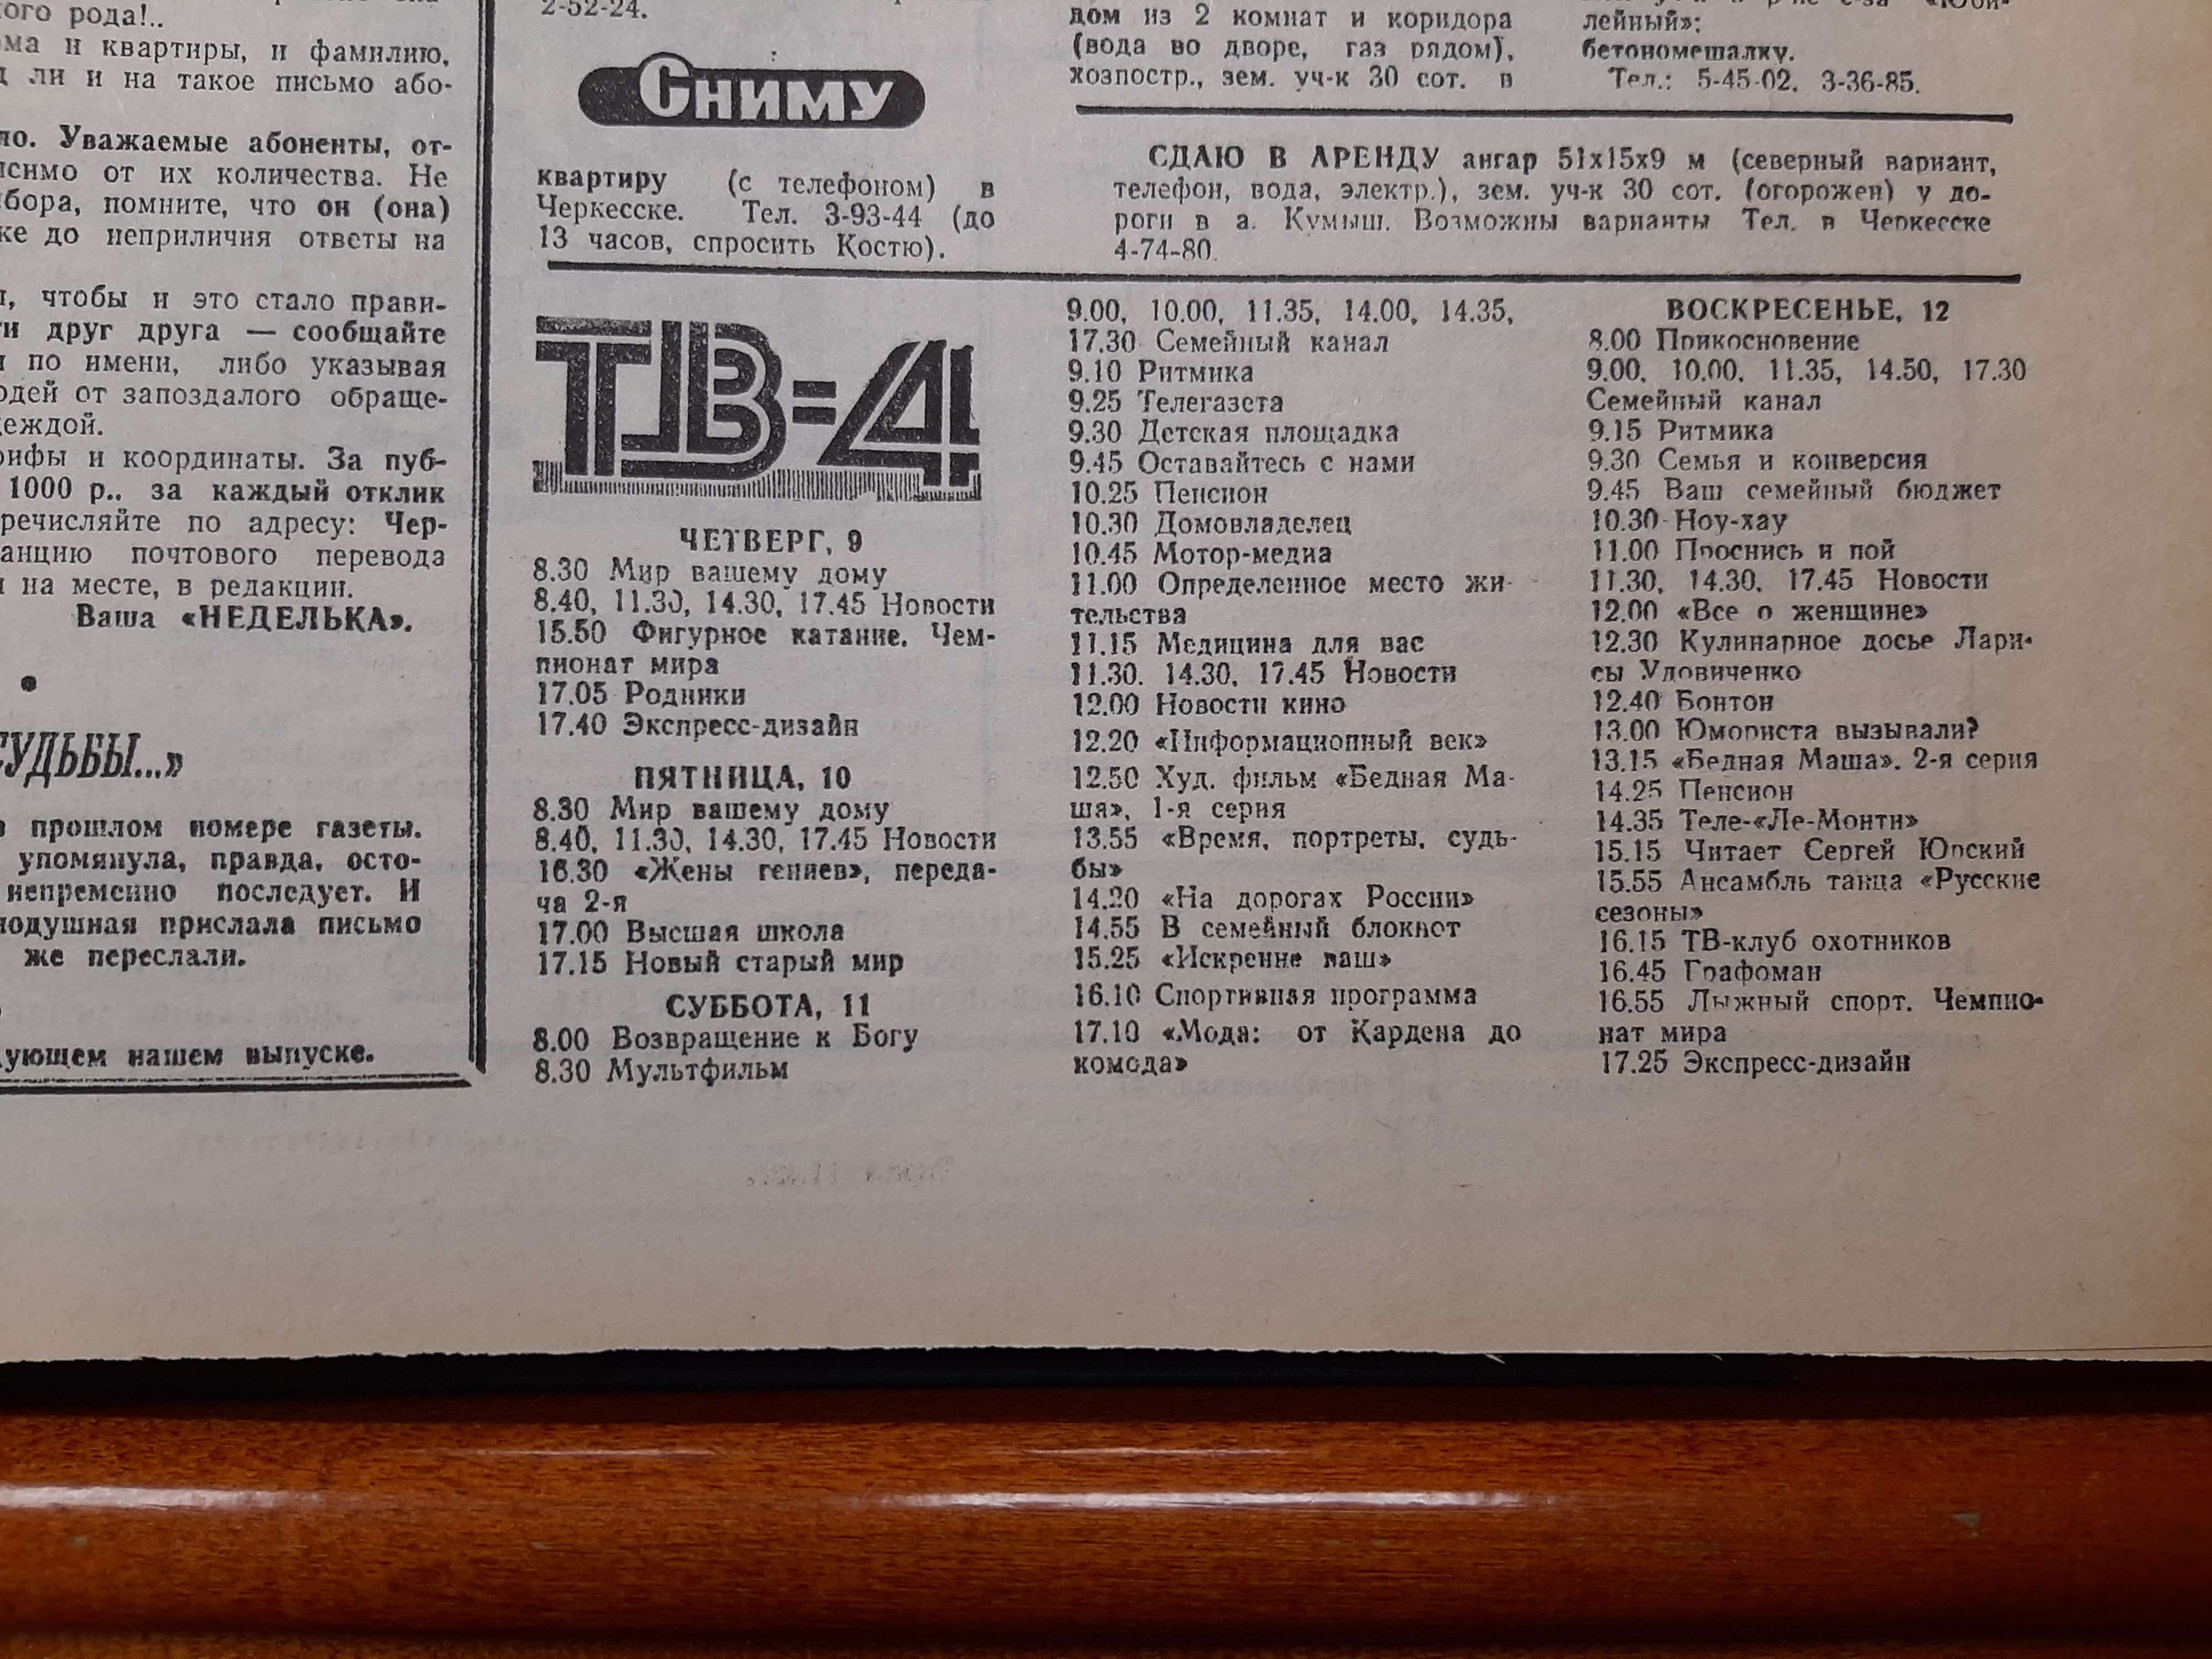 ого рода!..
ма и квартиры, и фамилию,
ли и на такое письмо або-
Уважаемые абоненты, от-
исимо от их количества. Не
бора, помните, что он (она)
же до неприличия ответы на
чтобы и это стало прави-
друг друга — сообщайте
по имени, либо указывая
юдей от запоздалого обраще-
деждой.
рифы и координаты. За пуб-
1000 р.. за каждый отклик
речисляйте по адресу: Чер-
анцию почтового перевода
на месте, в редакции.
Ваша «НЕДЕЛЬКА».
СУДЬБЫ...»
прошлом номере газеты.
упомянула, правда, осто-
непременно последует. И
нодушная прислала письмо
же переслали.
дующем нашем выпуске.
2-52-24.
Сниму
квартиру (с телефоном) в
Черкесске. Тел. 3-93-44 (до
13 часов, спросить Костю).
дом из 2 комнат и коридора
(вода во дворе, газ рядом),
хозпостр., зем. уч-к 30 сот. в
лейный»;
бетономешалку.
Тел.: 5-45-02, 3-36-85.
СДАЮ В АРЕНДУ ангар 51х15х9 м (северный вариант,
телефон, вода, электр.), зем. уч-к 30 сот. (огорожен) у до-
роги в а. Кумыш. Возможны варианты Тел. в Черкесске
4-74-80.
ТВ-4
ЧЕТВЕРГ, 9
8.30 Мир вашему дому
8.40, 11.30, 14.30, 17.45 Новости
15.50 Фигурное катание. Чем-
пионат мира
17.05 Родники
17.40 Экспресс-дизайн
ПЯТНИЦА, 10
8.30 Мир вашему дому
8.40, 11.30, 14.30, 17.45 Новости
16.30 «Жены гениев», переда-
ча 2-я
17.00 Высшая школа
17.15 Новый старый мир
СУББОТА, 11
8.00 Возвращение к Богу
8.30 Мультфильм
9.00, 10.00, 11.35, 14.00, 14.35,
17.30 Семейный канал
9.10 Ритмика
9.25 Телегазета
9.30 Детская площадка
9.45 Оставайтесь с нами
10.25 Пенсион
10.30 Домовладелец
10.45 Мотор-медиа
11.00 Определенное место жи-
тельства
11.15 Медицина для вас
11.30. 14.30, 17.45 Новости
12.00 Новости кино
12.20 «Информационный век»
12.50 Худ. фильм «Бедная Ма-
ша», 1-я серия
13.55 «Время, портреты, судь-
бы»
14.20 «На дорогах России»
14.55 В семейный блокнот
15.25 «Искренне ваш»
16.10 Спортивная программа
17.10 «Мода: от Кардена до
комода»
ВОСКРЕСЕНЬЕ, 12
8.00 Прикосновение
9.00, 10.00, 11.35, 14.50, 17.30
Семейный канал
9.15 Ритмика
9.30 Семья и конверсия
9.45 Ваш семейный бюджет
10.30 Ноу-хау
11.00 Проснись и пой
11.30, 14.30, 17.45 Новости
12.00 «Все о женщине»
12.30 Кулинарное досье Лари-
сы Удовиченко
12.40 Бонтон
13.00 Юмориста вызывали?
13.15 «Бедная Маша». 2-я серия
14.25 Пенсион
14.35 Теле-«Ле-Монти»
15.15 Читает Сергей Юрский
15.55 Ансамбль танца «Русские
сезоны»
16.15 ТВ-клуб охотников
16.45 Графоман
16.55 Лыжный спорт. Чемпио-
нат мира
17.25 Экспресс-дизайн